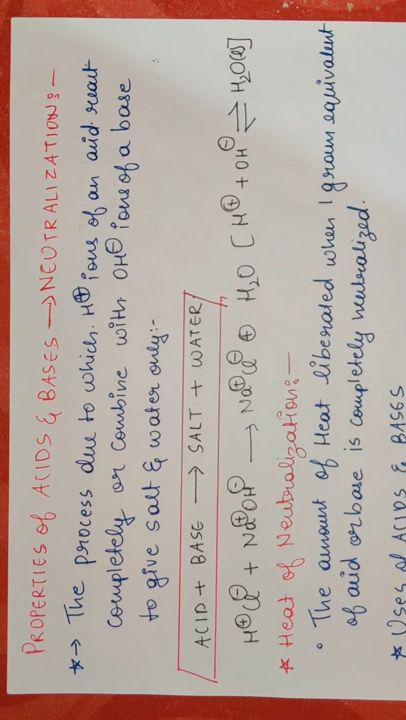 PROPERTIES of ACIDS & BASES → NEUTRALIZATION:-
*→ The process due to which H⊕ ions of an acid react
completely or combine with OH⊖ ions of a base
to give salt & water only:-
ACID + BASE → SALT + WATER
H⊕Cl⊖ + Na⊕OH⊖ → Na⊕Cl⊖ ⊕ H₂O [H⊕ + OH⊖ ⇌ H₂O(l)]
* Heat of Neutralization:-
• The amount of Heat liberated when 1 gram equivalent
of acid or base is completely neutralized.
* Uses of ACIDS & BASES